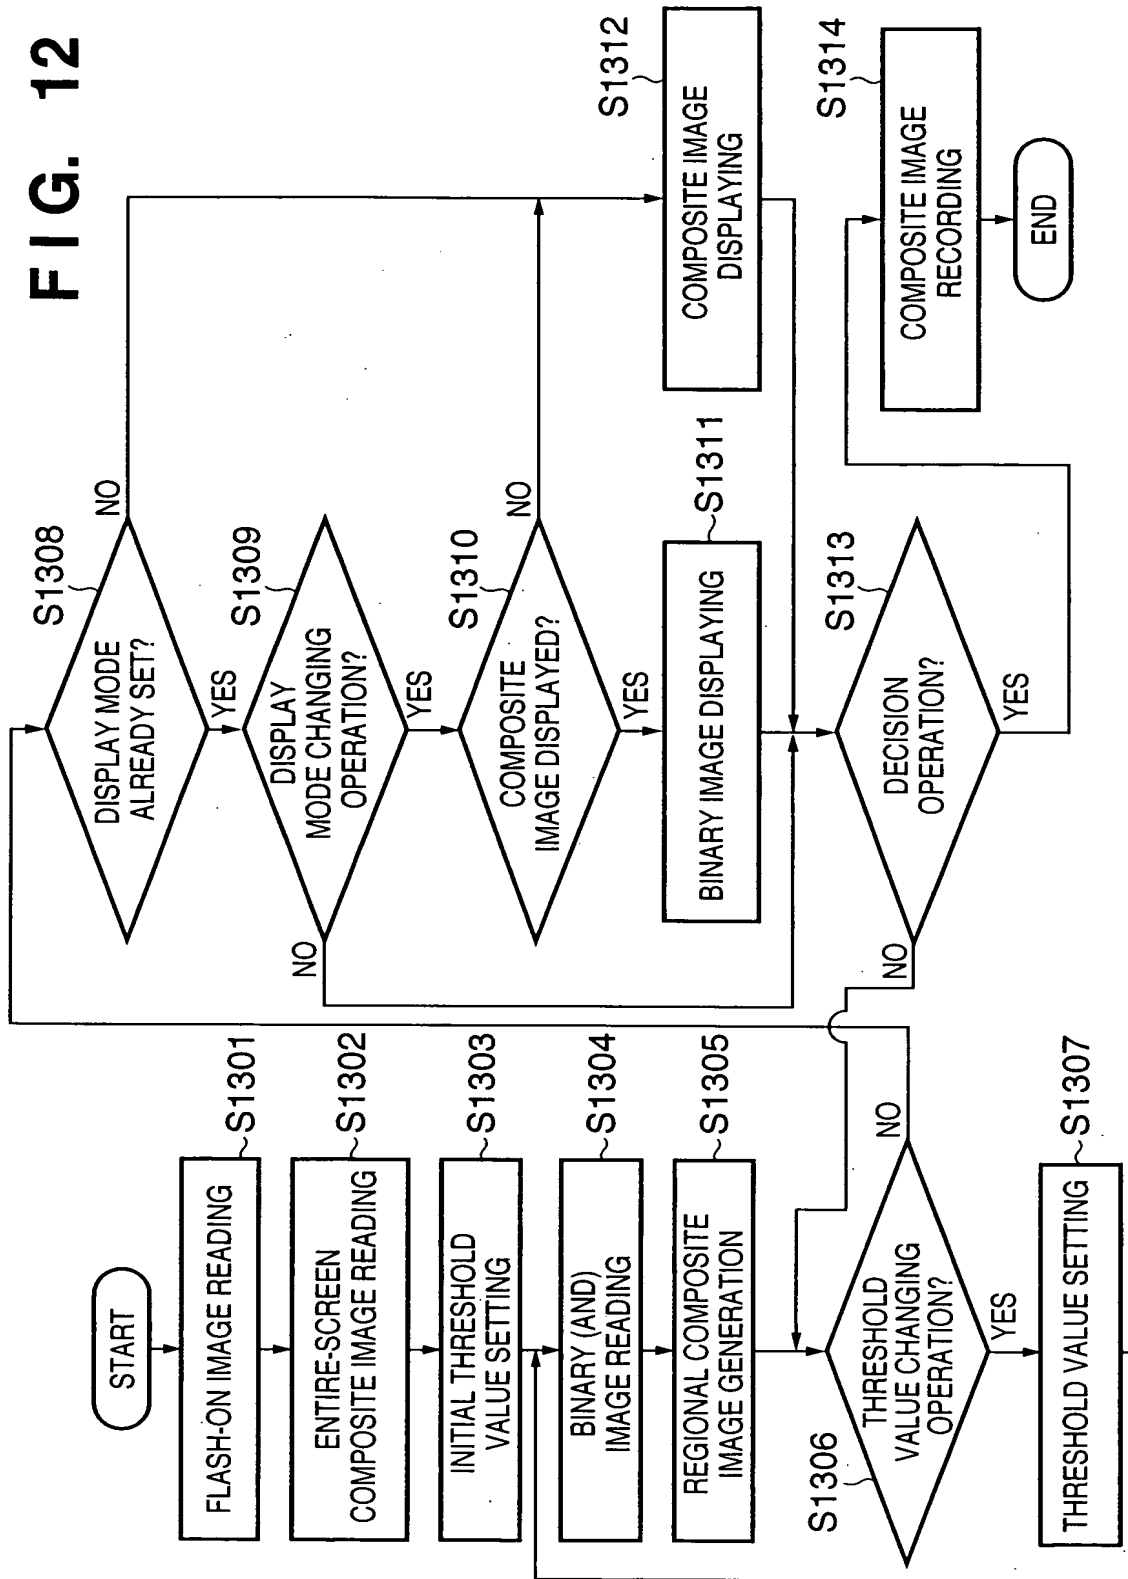 FIG. 12
START
FLASH-ON IMAGE READING
S1301
ENTIRE-SCREEN
COMPOSITE IMAGE READING
S1302
INITIAL THRESHOLD
VALUE SETTING
S1303
BINARY (AND)
IMAGE READING
S1304
REGIONAL COMPOSITE
IMAGE GENERATION
S1305
THRESHOLD
VALUE CHANGING
OPERATION?
S1306
NO
YES
THRESHOLD VALUE SETTING
S1307
DISPLAY MODE
ALREADY SET?
S1308
NO
YES
DISPLAY
MODE CHANGING
OPERATION?
S1309
NO
YES
COMPOSITE
IMAGE DISPLAYED?
S1310
NO
YES
BINARY IMAGE DISPLAYING
S1311
COMPOSITE IMAGE
DISPLAYING
S1312
DECISION
OPERATION?
S1313
NO
YES
COMPOSITE IMAGE
RECORDING
S1314
END